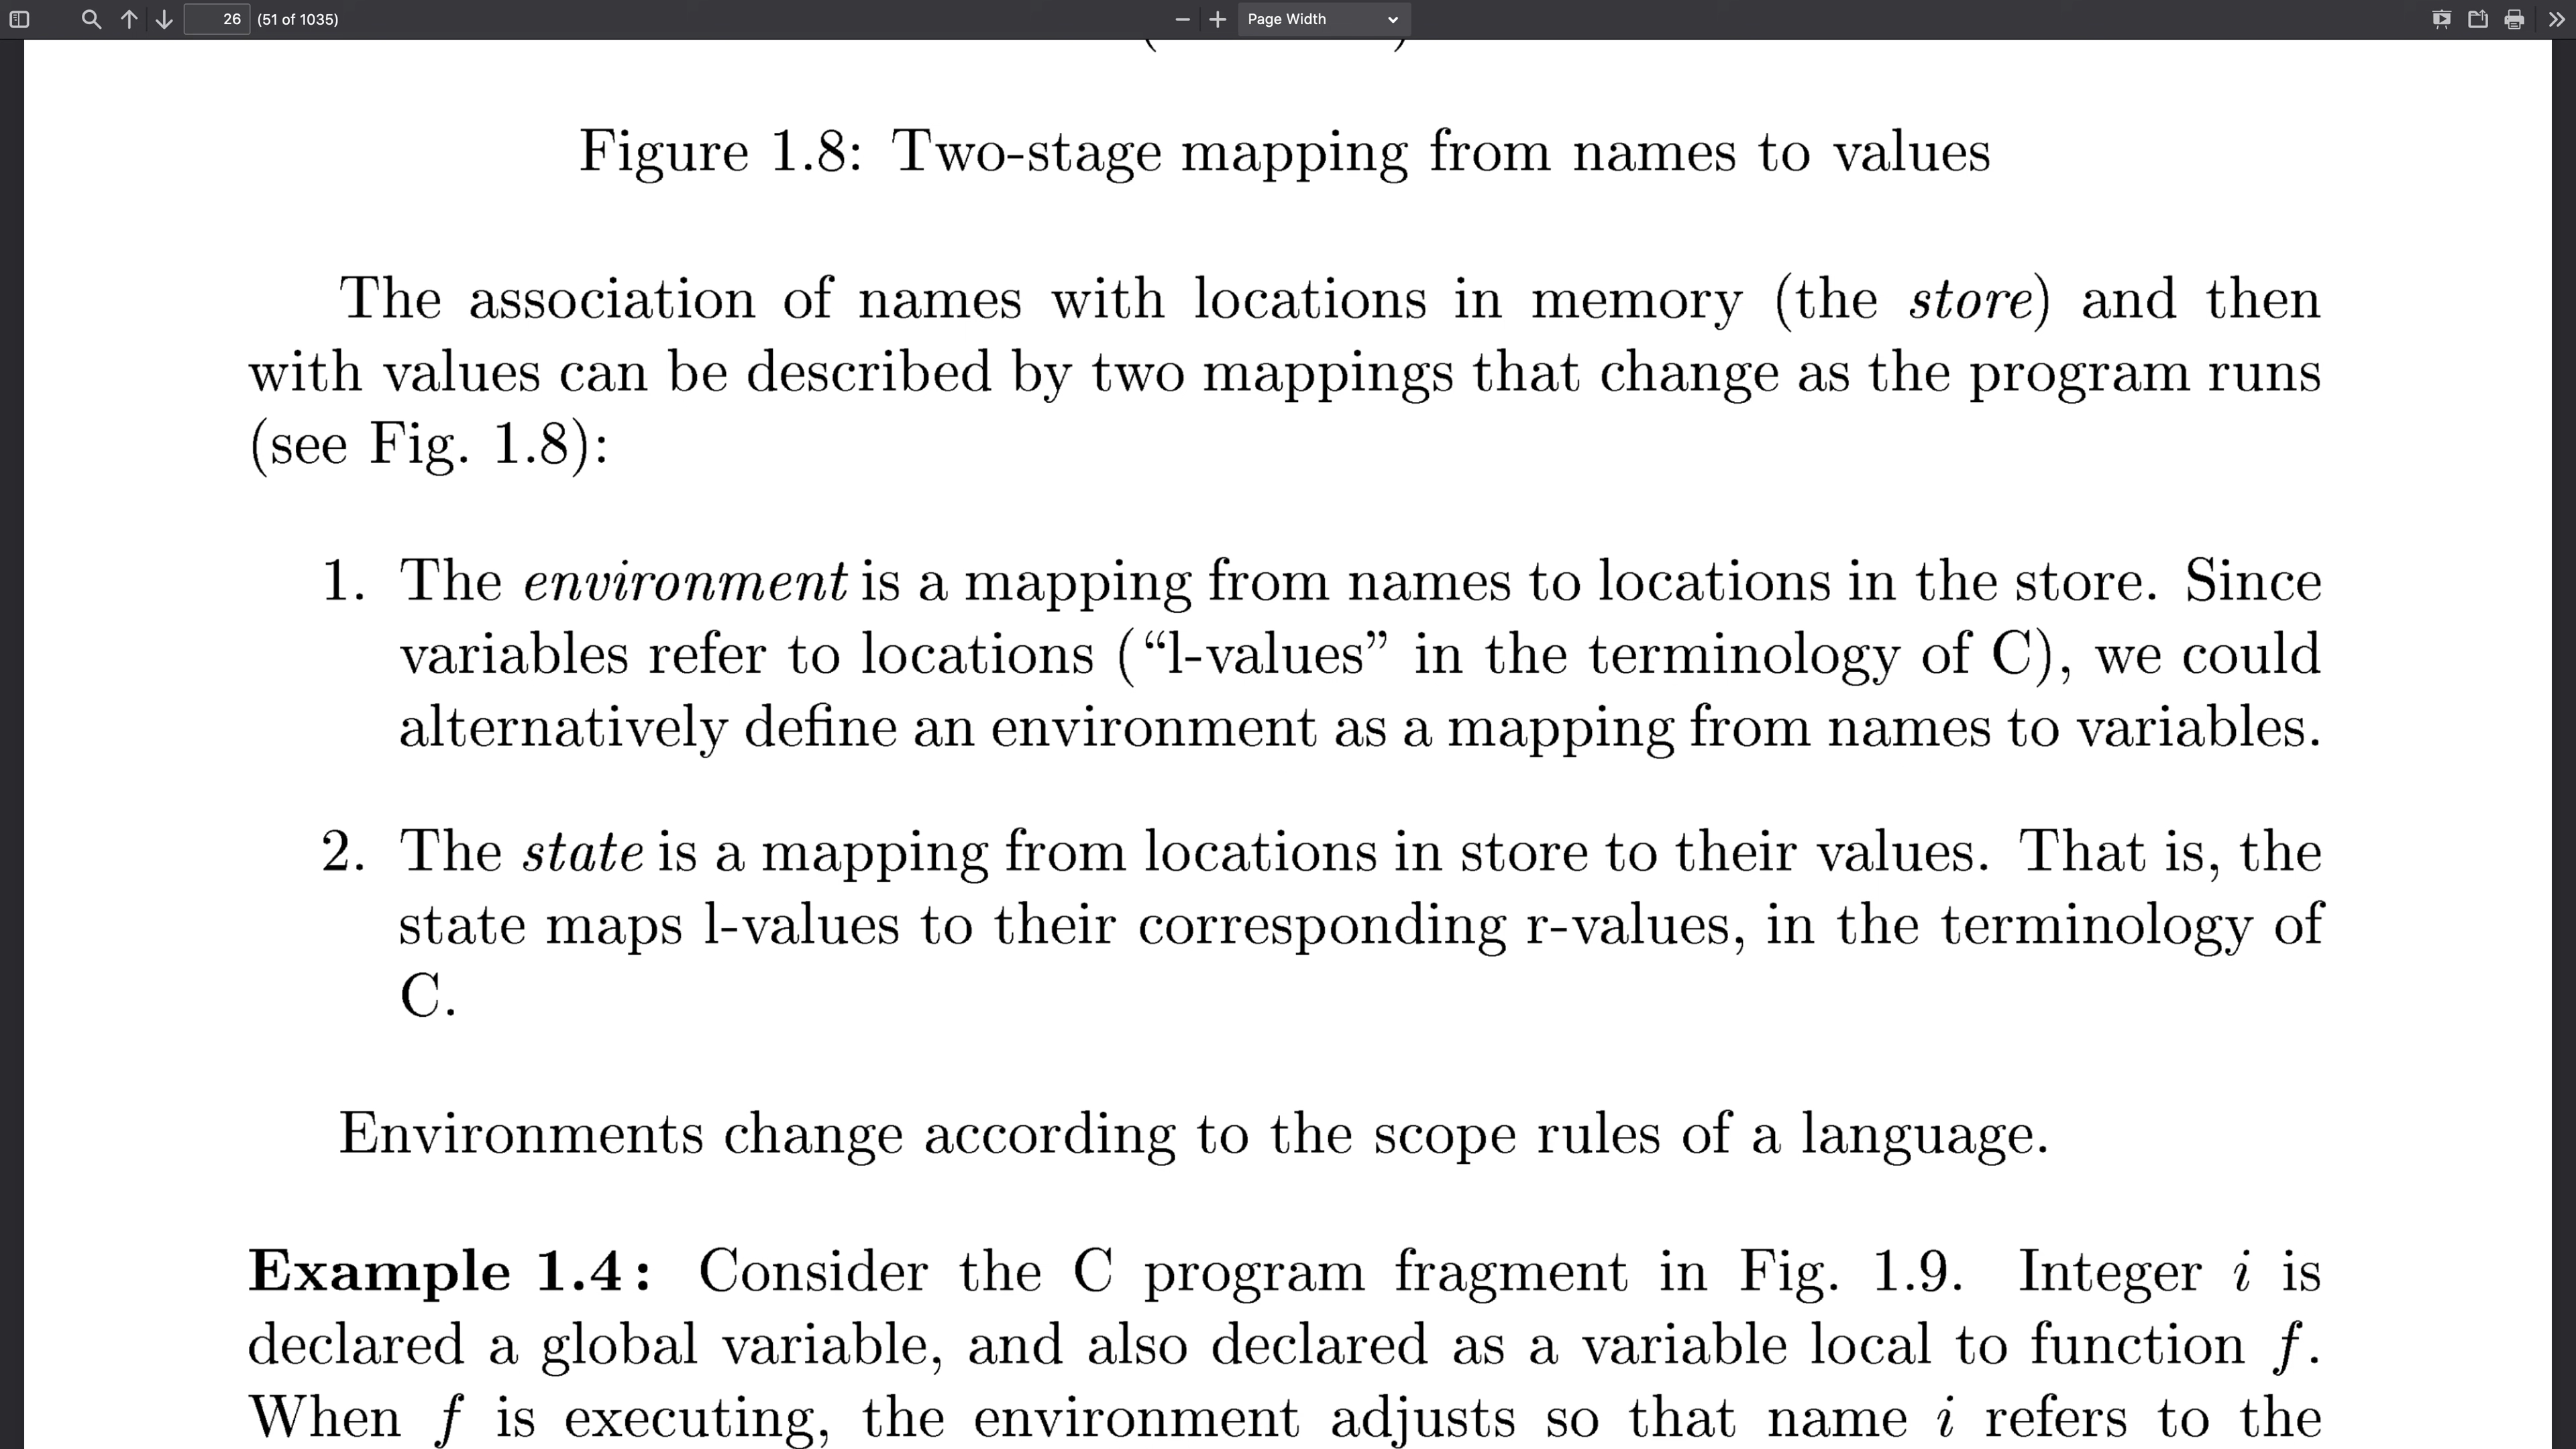 26 (51 of 1035) Page Width
Figure 1.8: Two-stage mapping from names to values
The association of names with locations in memory (the store) and then
with values can be described by two mappings that change as the program runs
(see Fig. 1.8):
1. The environment is a mapping from names to locations in the store. Since
variables refer to locations (“l-values” in the terminology of C), we could
alternatively define an environment as a mapping from names to variables.
2. The state is a mapping from locations in store to their values. That is, the
state maps l-values to their corresponding r-values, in the terminology of
C.
Environments change according to the scope rules of a language.
Example 1.4: Consider the C program fragment in Fig. 1.9. Integer i is
declared a global variable, and also declared as a variable local to function f.
When f is executing, the environment adjusts so that name i refers to the